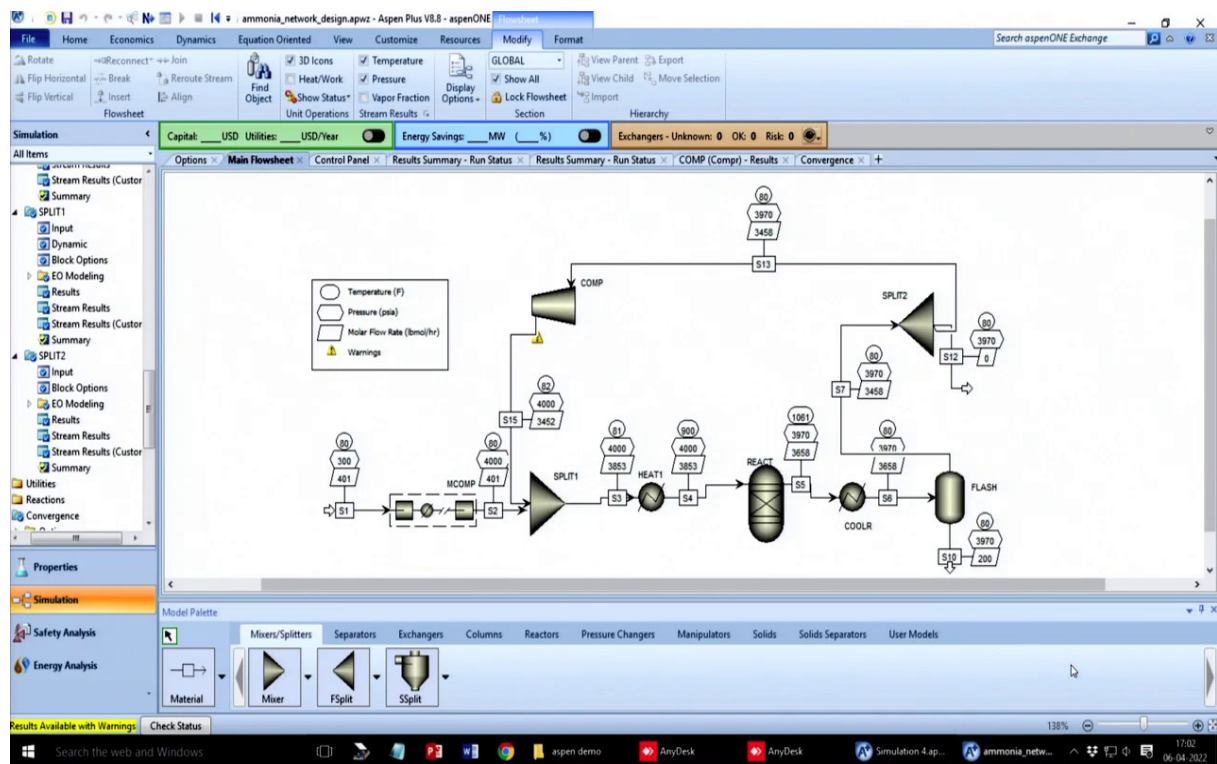 ammonia_network_design.apwz - Aspen Plus V8.8 - aspenONE
Flowsheet
File Home Economics Dynamics Equation Oriented View Customize Resources Modify Format
Search aspenONE Exchange
Rotate Reconnect Join
Flip Horizontal Break Reroute Stream
Flip Vertical Insert Align
Flowsheet
Find Object
3D Icons
Heat/Work
Show Status
Unit Operations
Temperature
Pressure
Vapor Fraction
Stream Results
Display Options
GLOBAL
Show All
Lock Flowsheet
Section
View Parent Export
View Child Move Selection
Import
Hierarchy
Simulation
Capital: ____ USD Utilities: ____ USD/Year
Energy Savings: ____ MW ( ____ %)
Exchangers - Unknown: 0 OK: 0 Risk: 0
All Items
Options Main Flowsheet Control Panel Results Summary - Run Status Results Summary - Run Status COMP (Compr) - Results Convergence +
Stream Results
Stream Results (Custor
Summary
SPLIT1
Input
Dynamic
Block Options
EO Modeling
Results
Stream Results
Stream Results (Custor
Summary
SPLIT2
Input
Block Options
EO Modeling
Results
Stream Results
Stream Results (Custor
Summary
Utilities
Reactions
Convergence
Properties
Simulation
Safety Analysis
Energy Analysis
Temperature (F)
Pressure (psia)
Molar Flow Rate (lbmol/hr)
Warnings
80
3970
3458
S13
COMP
SPLIT2
80
3970
0
S12
80
3970
3458
S7
82
4000
3452
S15
80
300
401
S1
MCOMP
80
4000
401
S2
SPLIT1
81
4000
3853
S3
HEAT1
900
4000
3853
S4
REACT
1061
3970
3658
S5
COOLR
80
3970
3658
S6
FLASH
80
3970
200
S10
Model Palette
Mixers/Splitters Separators Exchangers Columns Reactors Pressure Changers Manipulators Solids Solids Separators User Models
Material Mixer FSplit SSplit
Results Available with Warnings Check Status
138%
Search the web and Windows
aspen demo
AnyDesk
AnyDesk
Simulation 4.ap...
ammonia_netw...
17:02
06-04-2022